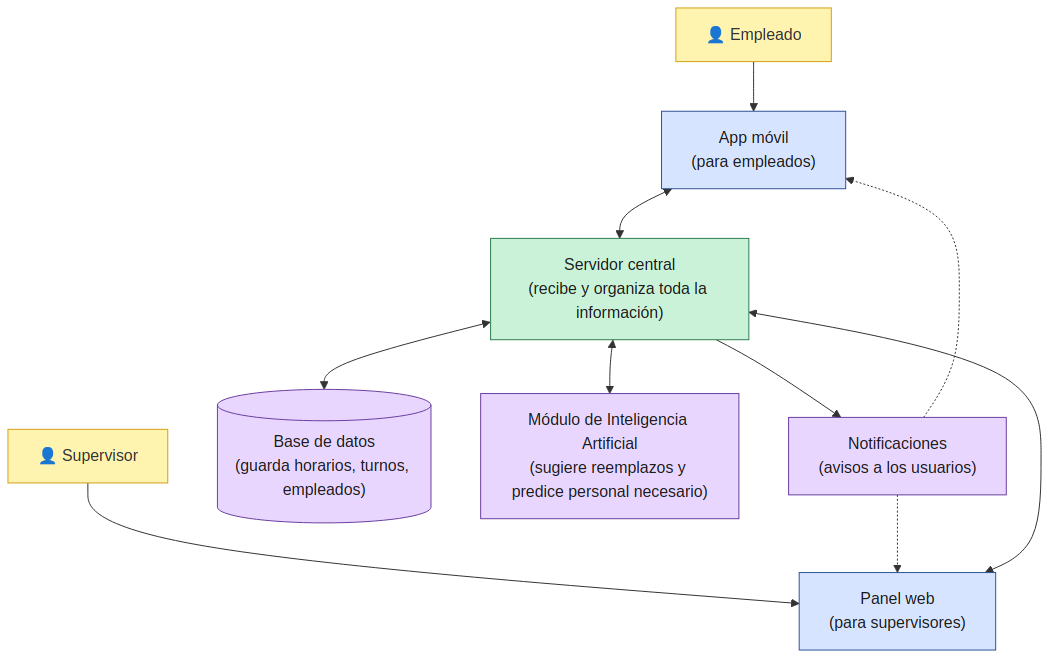 👤 Empleado
App móvil
(para empleados)
Servidor central
(recibe y organiza toda la
información)
Base de datos
(guarda horarios, turnos,
empleados)
Módulo de Inteligencia
Artificial
(sugiere reemplazos y
predice personal necesario)
Notificaciones
(avisos a los usuarios)
👤 Supervisor
Panel web
(para supervisores)